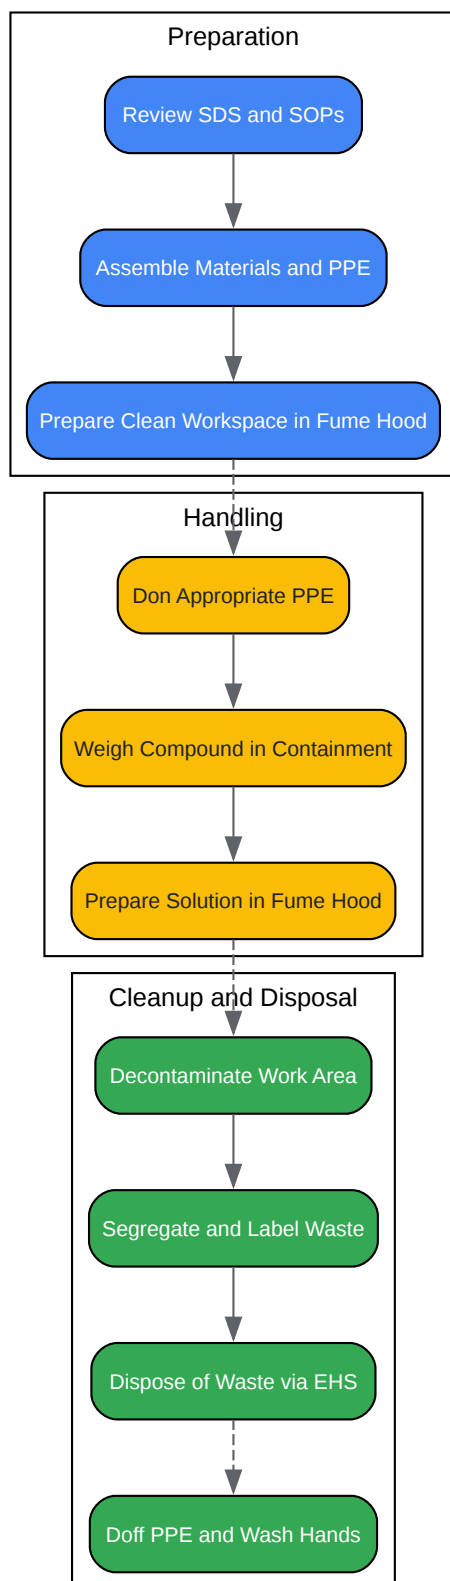 Preparation
Review SDS and SOPs
Assemble Materials and PPE
Prepare Clean Workspace in Fume Hood
Handling
Don Appropriate PPE
Weigh Compound in Containment
Prepare Solution in Fume Hood
Cleanup and Disposal
Decontaminate Work Area
Segregate and Label Waste
Dispose of Waste via EHS
Doff PPE and Wash Hands